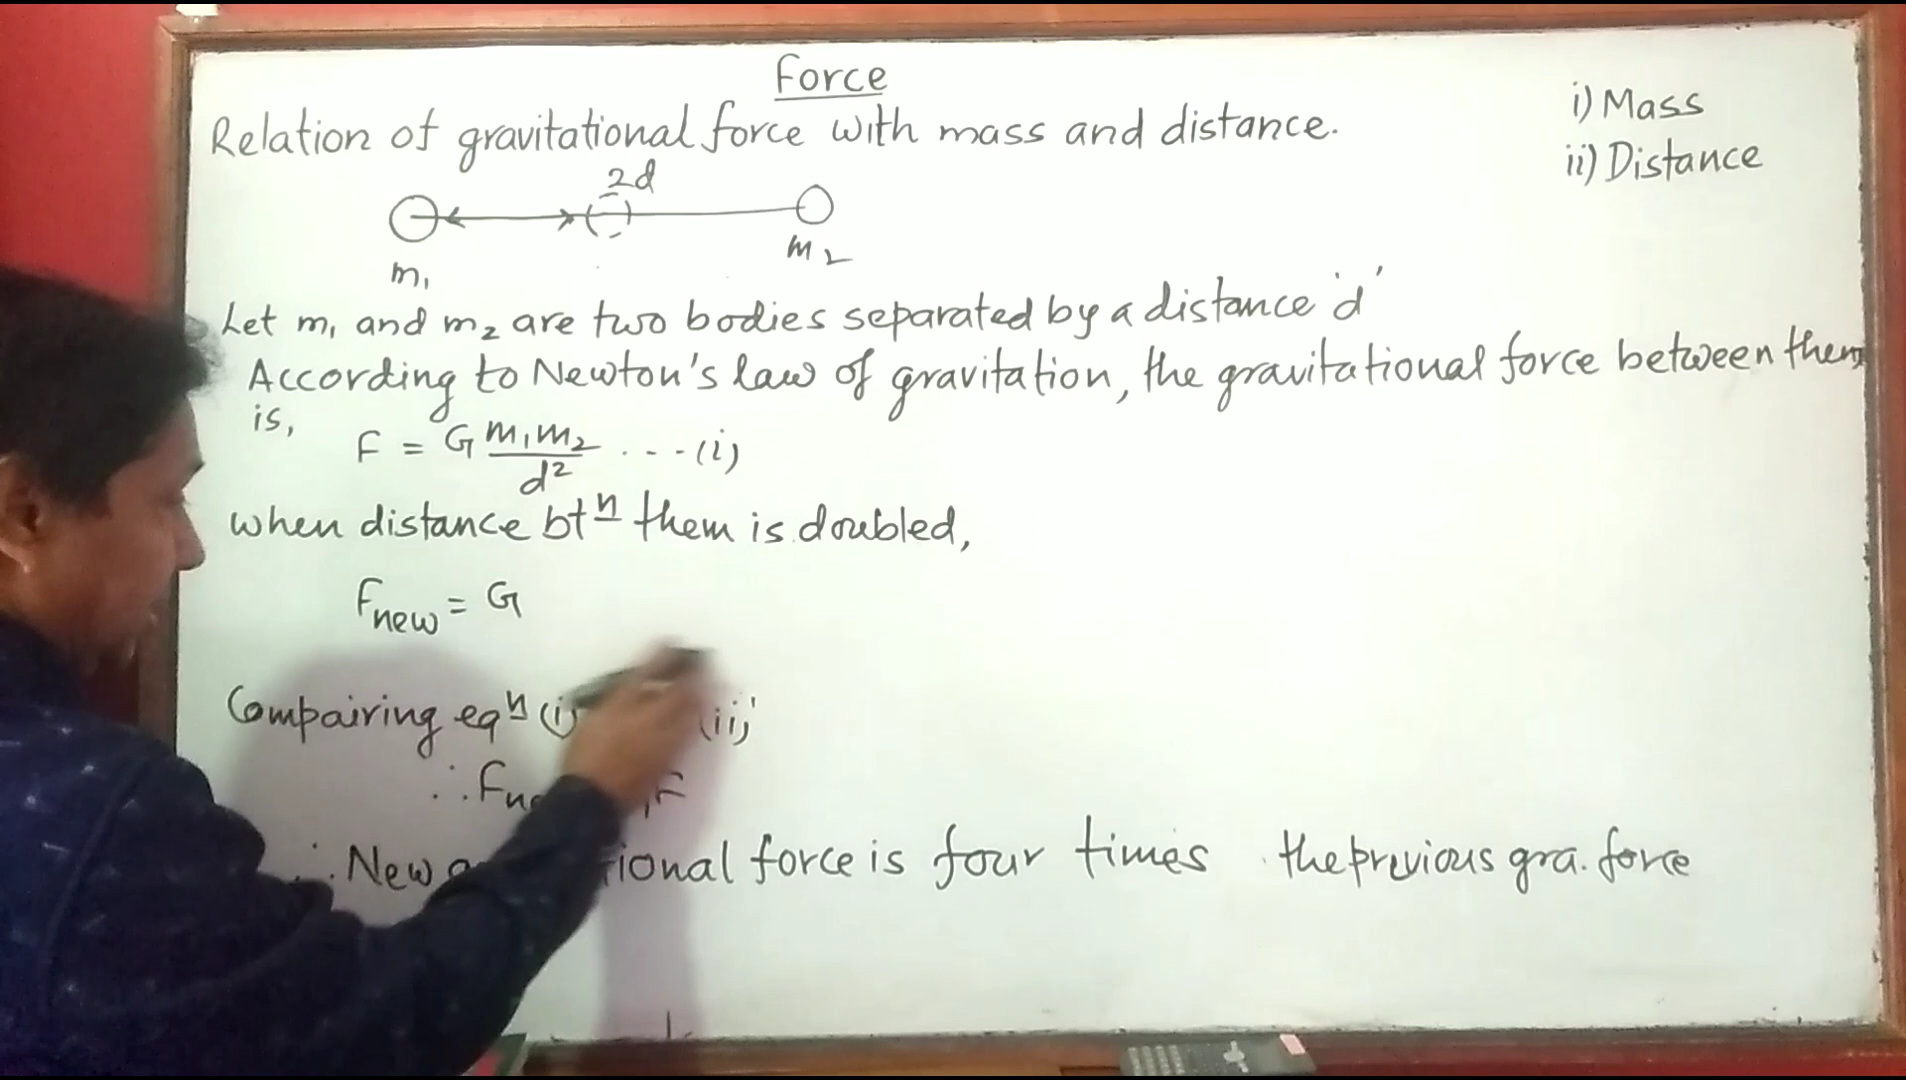 Force
Relation of gravitational force with mass and distance.
i) Mass
ii) Distance
2d
m₁
m₂
Let m₁ and m₂ are two bodies separated by a distance 'd'
According to Newton's law of gravitation, the gravitational force between them
is,
F = G m₁m₂ / d² ... (i)
when distance btⁿ them is doubled,
Fnew = G
Compairing eqⁿ (i) (ii)
∴ F
∴ New force is four times the previous gra. force